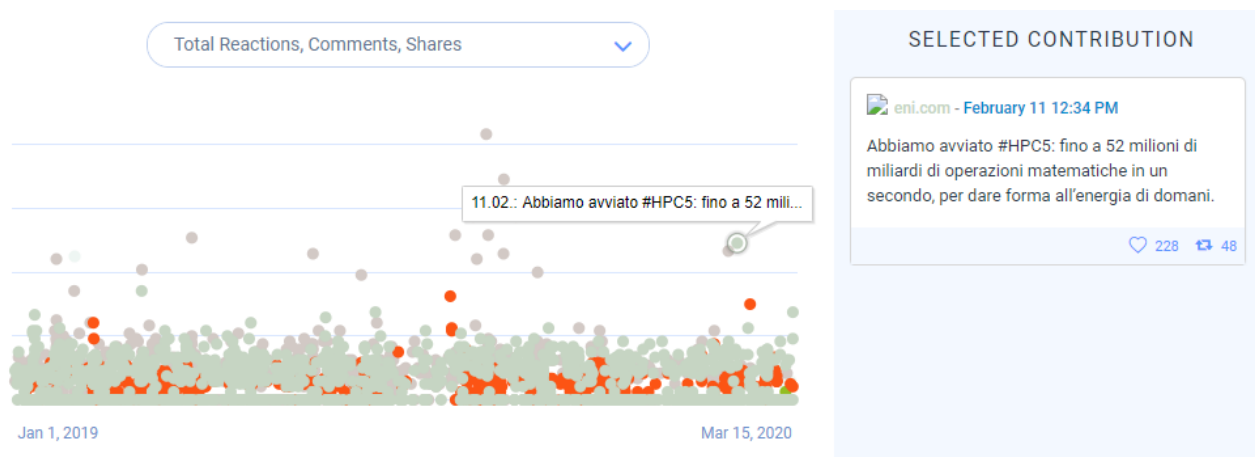 Total Reactions, Comments, Shares
11.02.: Abbiamo avviato #HPC5: fino a 52 mili...
Jan 1, 2019
Mar 15, 2020
SELECTED CONTRIBUTION
eni.com - February 11 12:34 PM
Abbiamo avviato #HPC5: fino a 52 milioni di
miliardi di operazioni matematiche in un
secondo, per dare forma all'energia di domani.
228 48